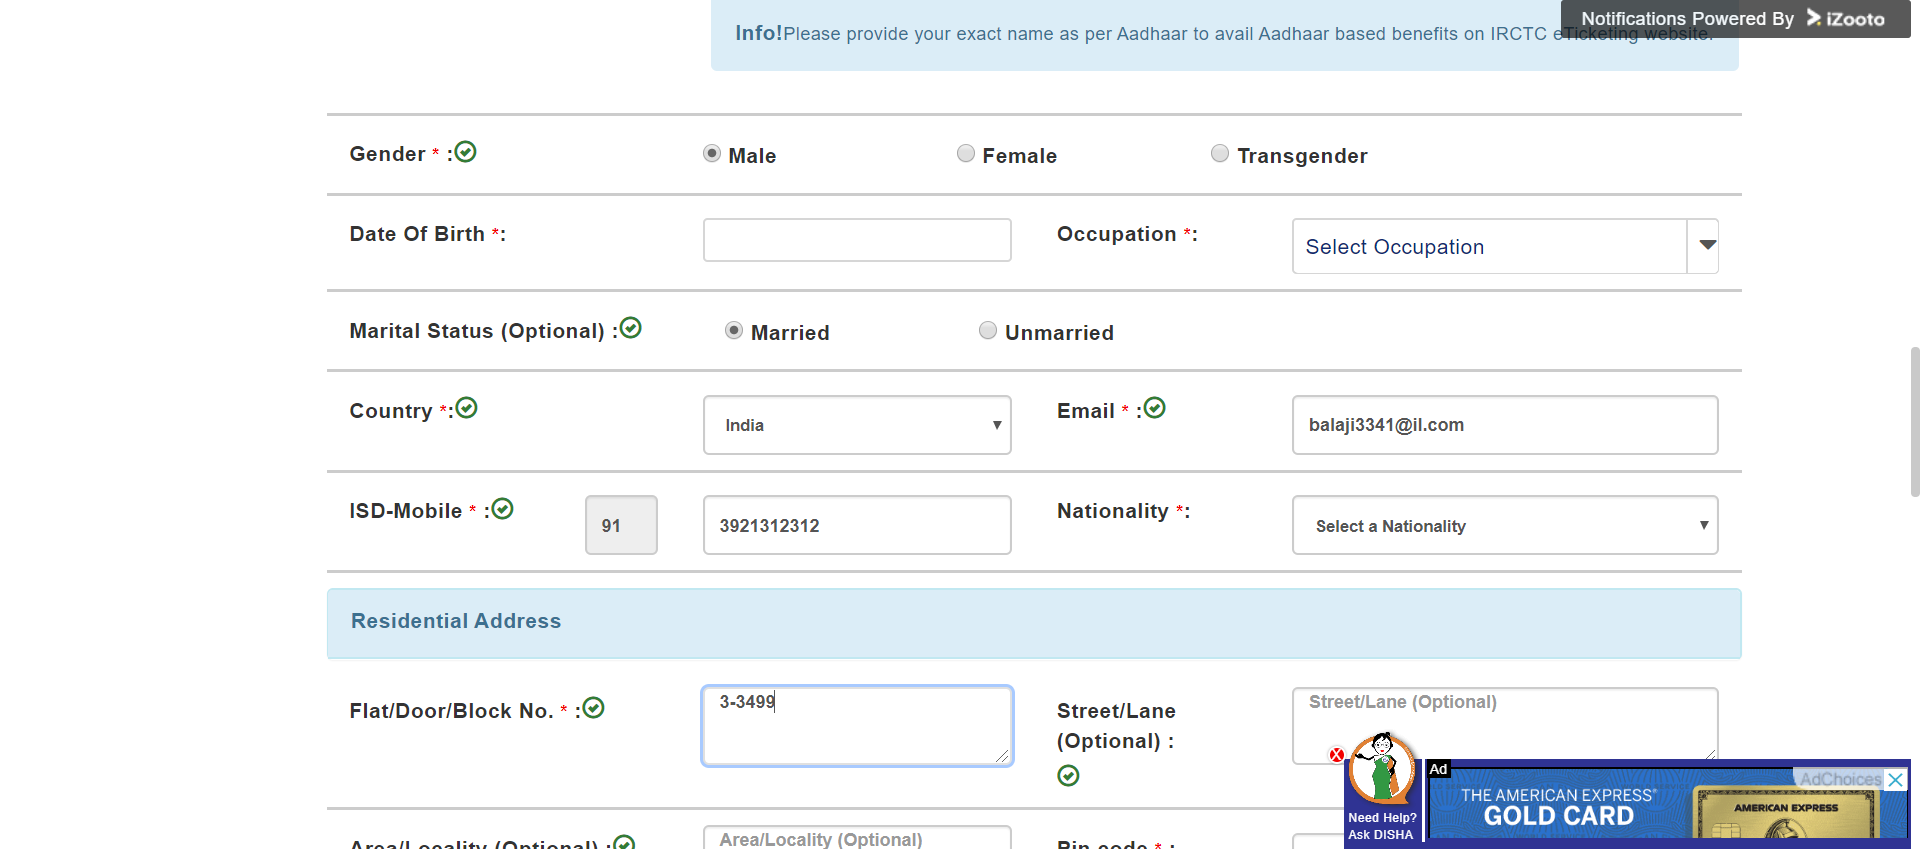 Notifications Powered By iZooto
Info!Please provide your exact name as per Aadhaar to avail Aadhaar based benefits on IRCTC eTicketing website.
Gender * :
Male
Female
Transgender
Date Of Birth *:
Occupation *:
Select Occupation
Marital Status (Optional) :
Married
Unmarried
Country *:
India
Email * :
balaji3341@il.com
ISD-Mobile * :
91
3921312312
Nationality *:
Select a Nationality
Residential Address
Flat/Door/Block No. * :
3-3499
Street/Lane
(Optional) :
Street/Lane (Optional)
X
Need Help?
Ask DISHA
Ad
AdChoices
THE AMERICAN EXPRESS®
GOLD CARD
AMERICAN EXPRESS
Area/Locality (Optional) :
Area/Locality (Optional)
Pin code * :